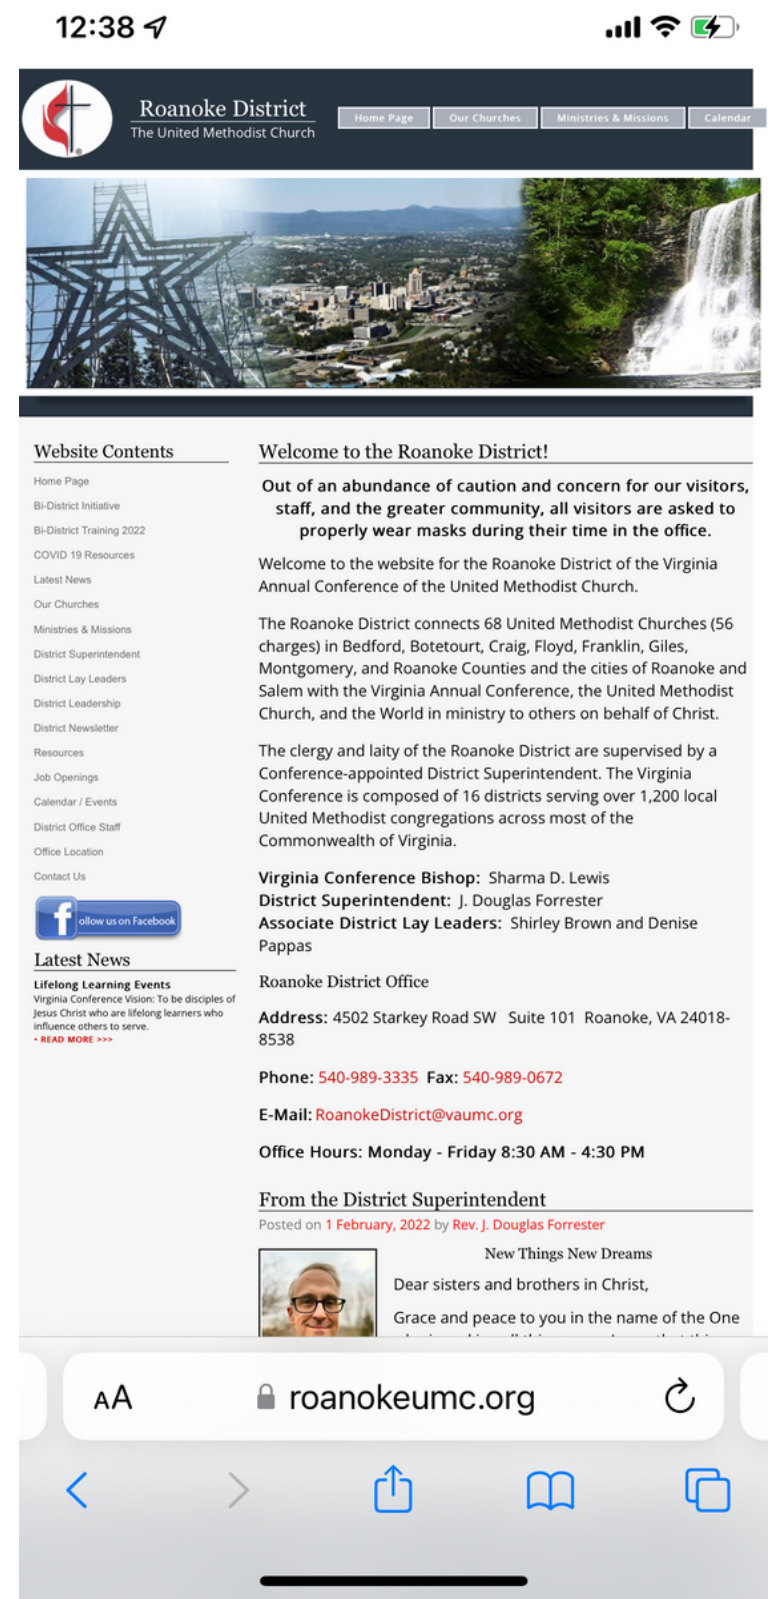 12:38
Roanoke District
The United Methodist Church
Home Page
Our Churches
Ministries & Missions
Calendar
Website Contents
Home Page
Bi-District Initiative
Bi-District Training 2022
COVID 19 Resources
Latest News
Our Churches
Ministries & Missions
District Superintendent
District Lay Leaders
District Leadership
District Newsletter
Resources
Job Openings
Calendar / Events
District Office Staff
Office Location
Contact Us
f ollow us on Facebook
Latest News
Lifelong Learning Events
Virginia Conference Vision: To be disciples of
Jesus Christ who are lifelong learners who
influence others to serve.
• READ MORE >>>
Welcome to the Roanoke District!
Out of an abundance of caution and concern for our visitors,
staff, and the greater community, all visitors are asked to
properly wear masks during their time in the office.
Welcome to the website for the Roanoke District of the Virginia
Annual Conference of the United Methodist Church.
The Roanoke District connects 68 United Methodist Churches (56
charges) in Bedford, Botetourt, Craig, Floyd, Franklin, Giles,
Montgomery, and Roanoke Counties and the cities of Roanoke and
Salem with the Virginia Annual Conference, the United Methodist
Church, and the World in ministry to others on behalf of Christ.
The clergy and laity of the Roanoke District are supervised by a
Conference-appointed District Superintendent. The Virginia
Conference is composed of 16 districts serving over 1,200 local
United Methodist congregations across most of the
Commonwealth of Virginia.
Virginia Conference Bishop: Sharma D. Lewis
District Superintendent: J. Douglas Forrester
Associate District Lay Leaders: Shirley Brown and Denise
Pappas
Roanoke District Office
Address: 4502 Starkey Road SW Suite 101 Roanoke, VA 24018-
8538
Phone: 540-989-3335 Fax: 540-989-0672
E-Mail: RoanokeDistrict@vaumc.org
Office Hours: Monday - Friday 8:30 AM - 4:30 PM
From the District Superintendent
Posted on 1 February, 2022 by Rev. J. Douglas Forrester
New Things New Dreams
Dear sisters and brothers in Christ,
Grace and peace to you in the name of the One
AA
roanokeumc.org